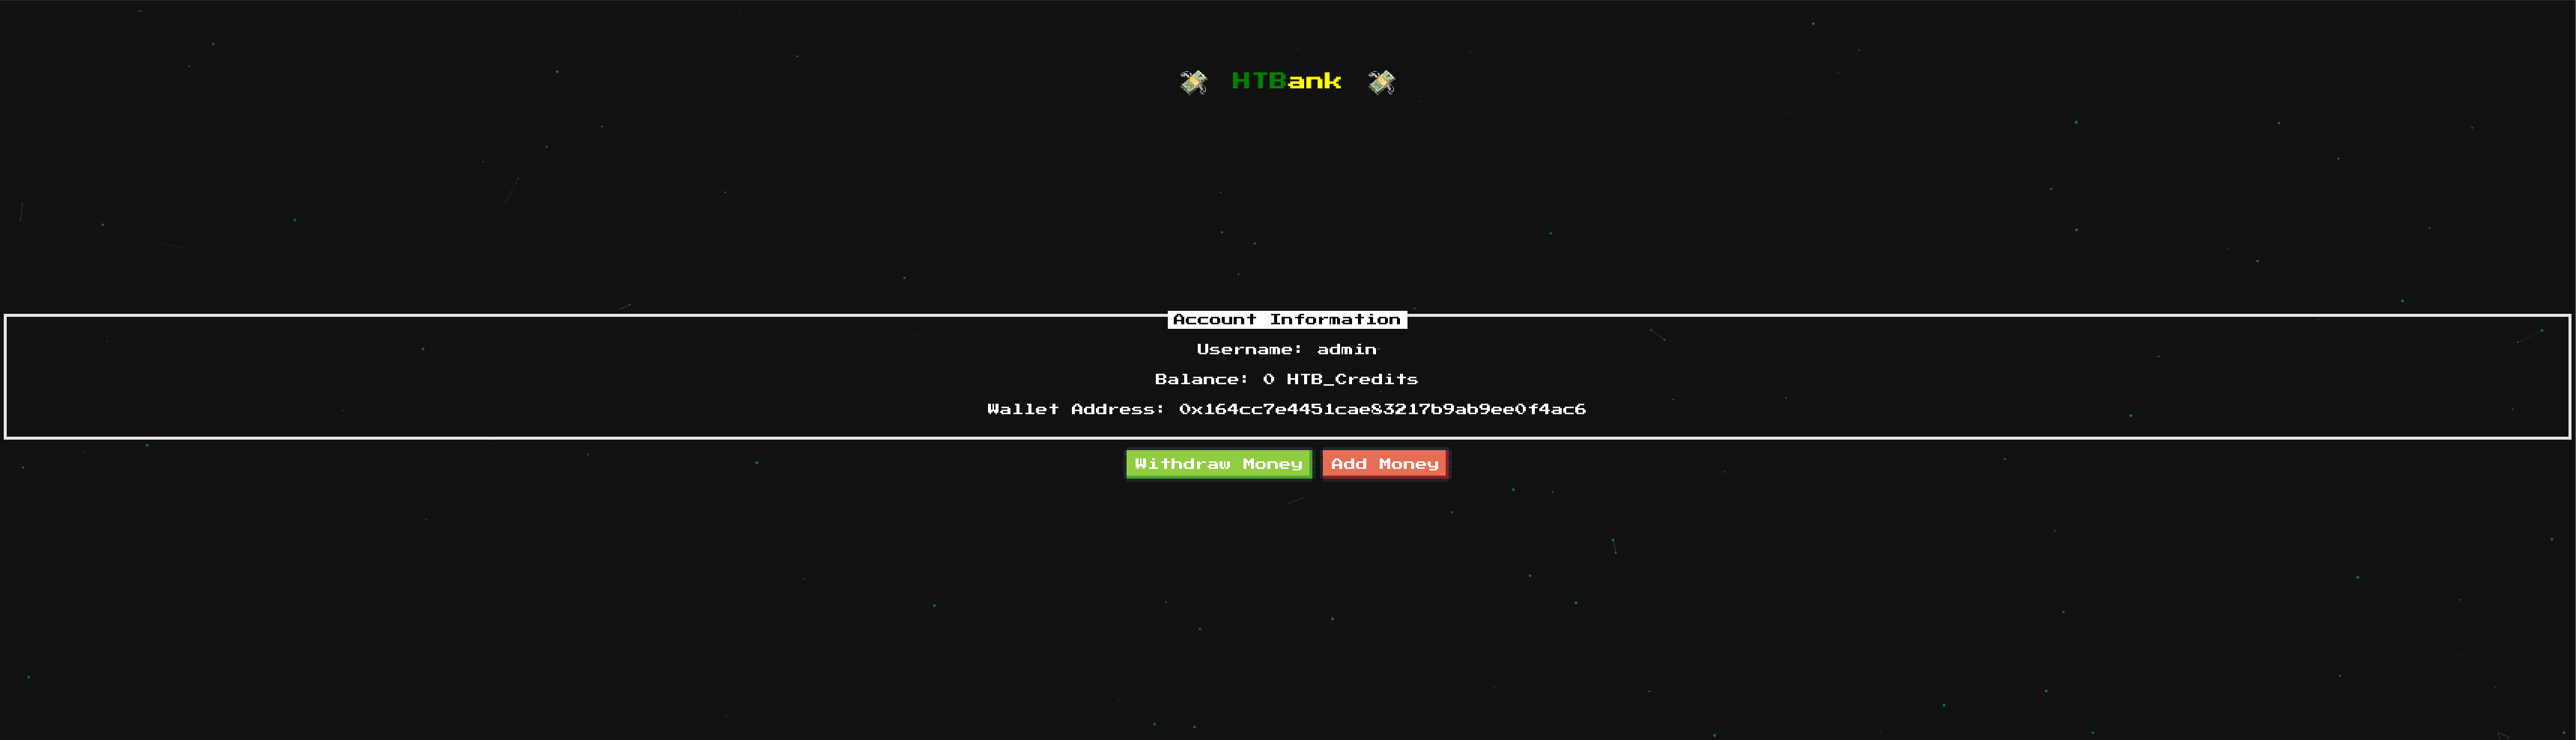 HTBank
Account Information
Username: admin
Balance: 0 HTB_Credits
Wallet Address: 0x164cc7e4451cae83217b9ab9ee0f4ac6
Withdraw Money Add Money